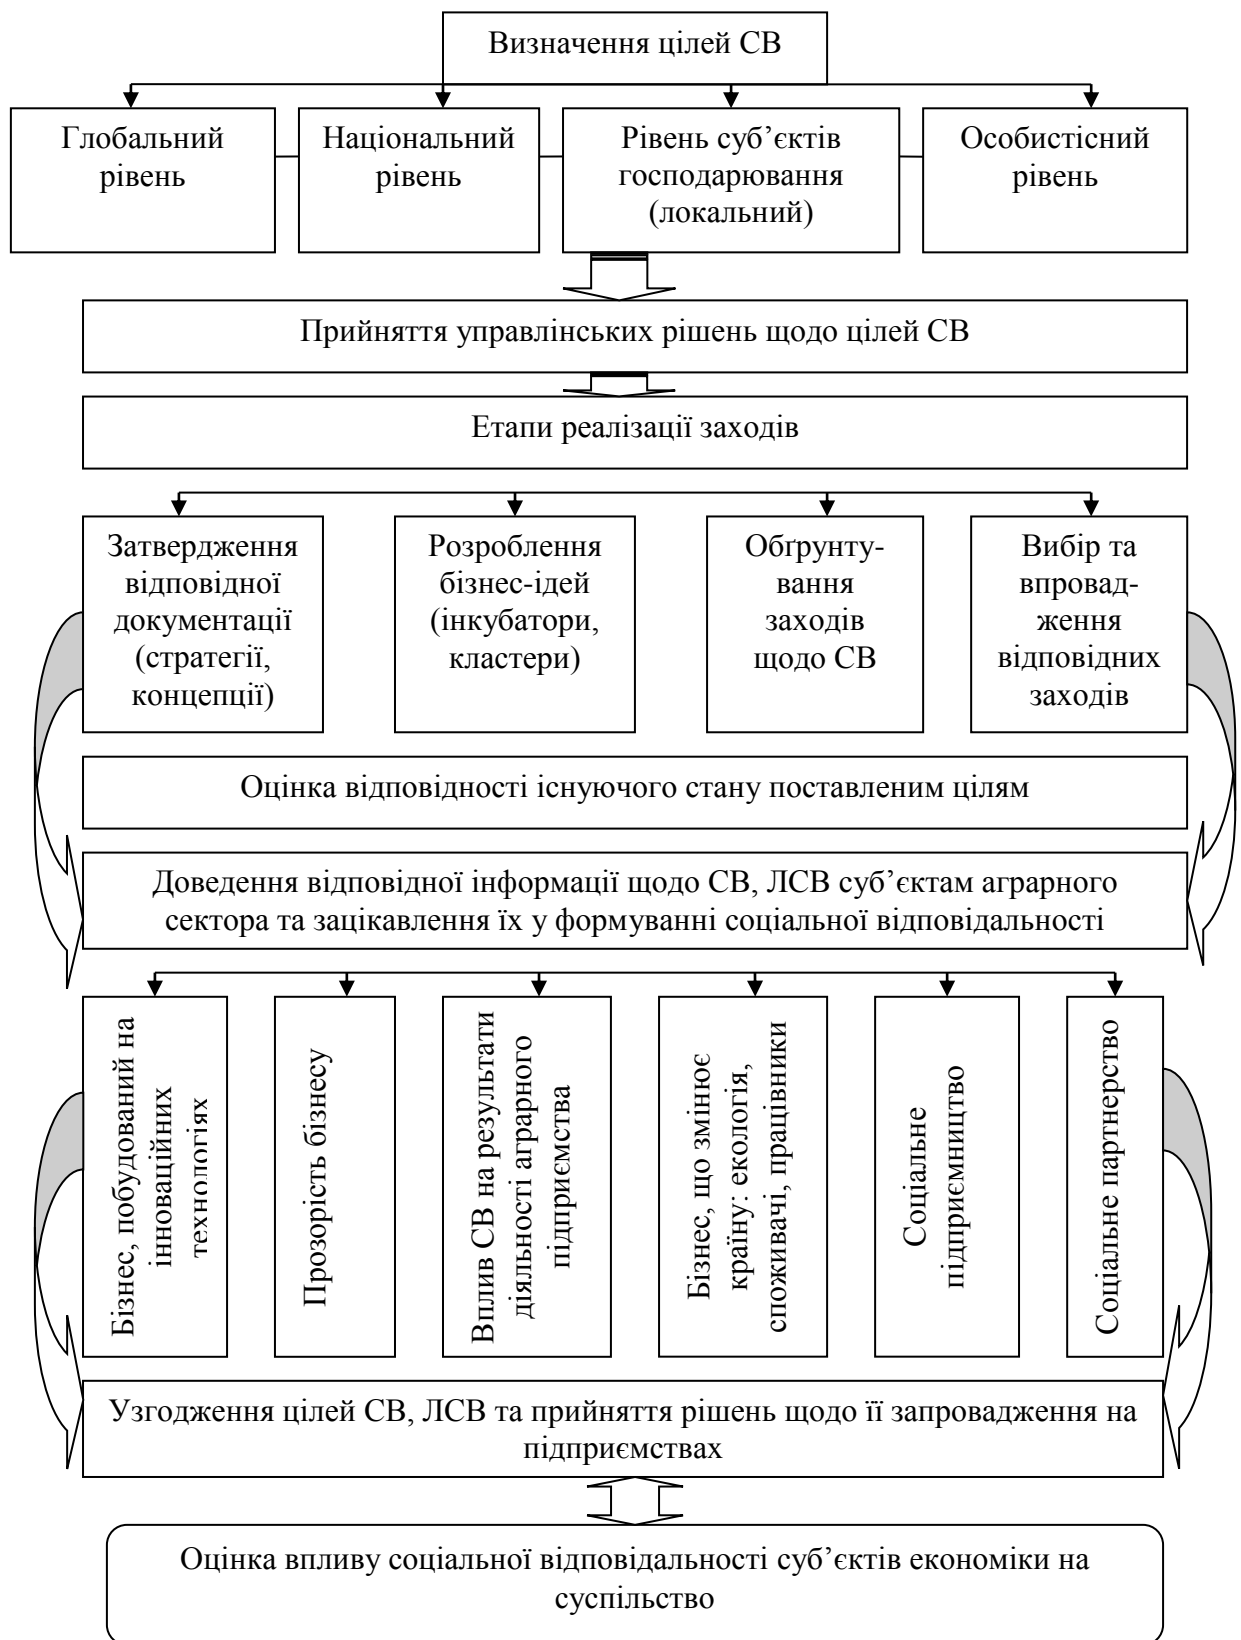 Визначення цілей СВ
Глобальний
рівень
Національний
рівень
Рівень суб’єктів
господарювання
(локальний)
Особистісний
рівень
Прийняття управлінських рішень щодо цілей СВ
Етапи реалізації заходів
Затвердження
відповідної
документації
(стратегії,
концепції)
Розроблення
бізнес-ідей
(інкубатори,
кластери)
Обґрунту-
вання
заходів
щодо СВ
Вибір та
впровад-
ження
відповідних
заходів
Оцінка відповідності існуючого стану поставленим цілям
Доведення відповідної інформації щодо СВ, ЛСВ суб’єктам аграрного
сектора та зацікавлення їх у формуванні соціальної відповідальності
Бізнес, побудований на
інноваційних
технологіях
Прозорість бізнесу
Вплив СВ на результати
діяльності аграрного
підприємства
Бізнес, що змінює
країну: екологія,
споживачі, працівники
Соціальне
підприємництво
Соціальне партнерство
Узгодження цілей СВ, ЛСВ та прийняття рішень щодо її запровадження на
підприємствах
Оцінка впливу соціальної відповідальності суб’єктів економіки на
суспільство